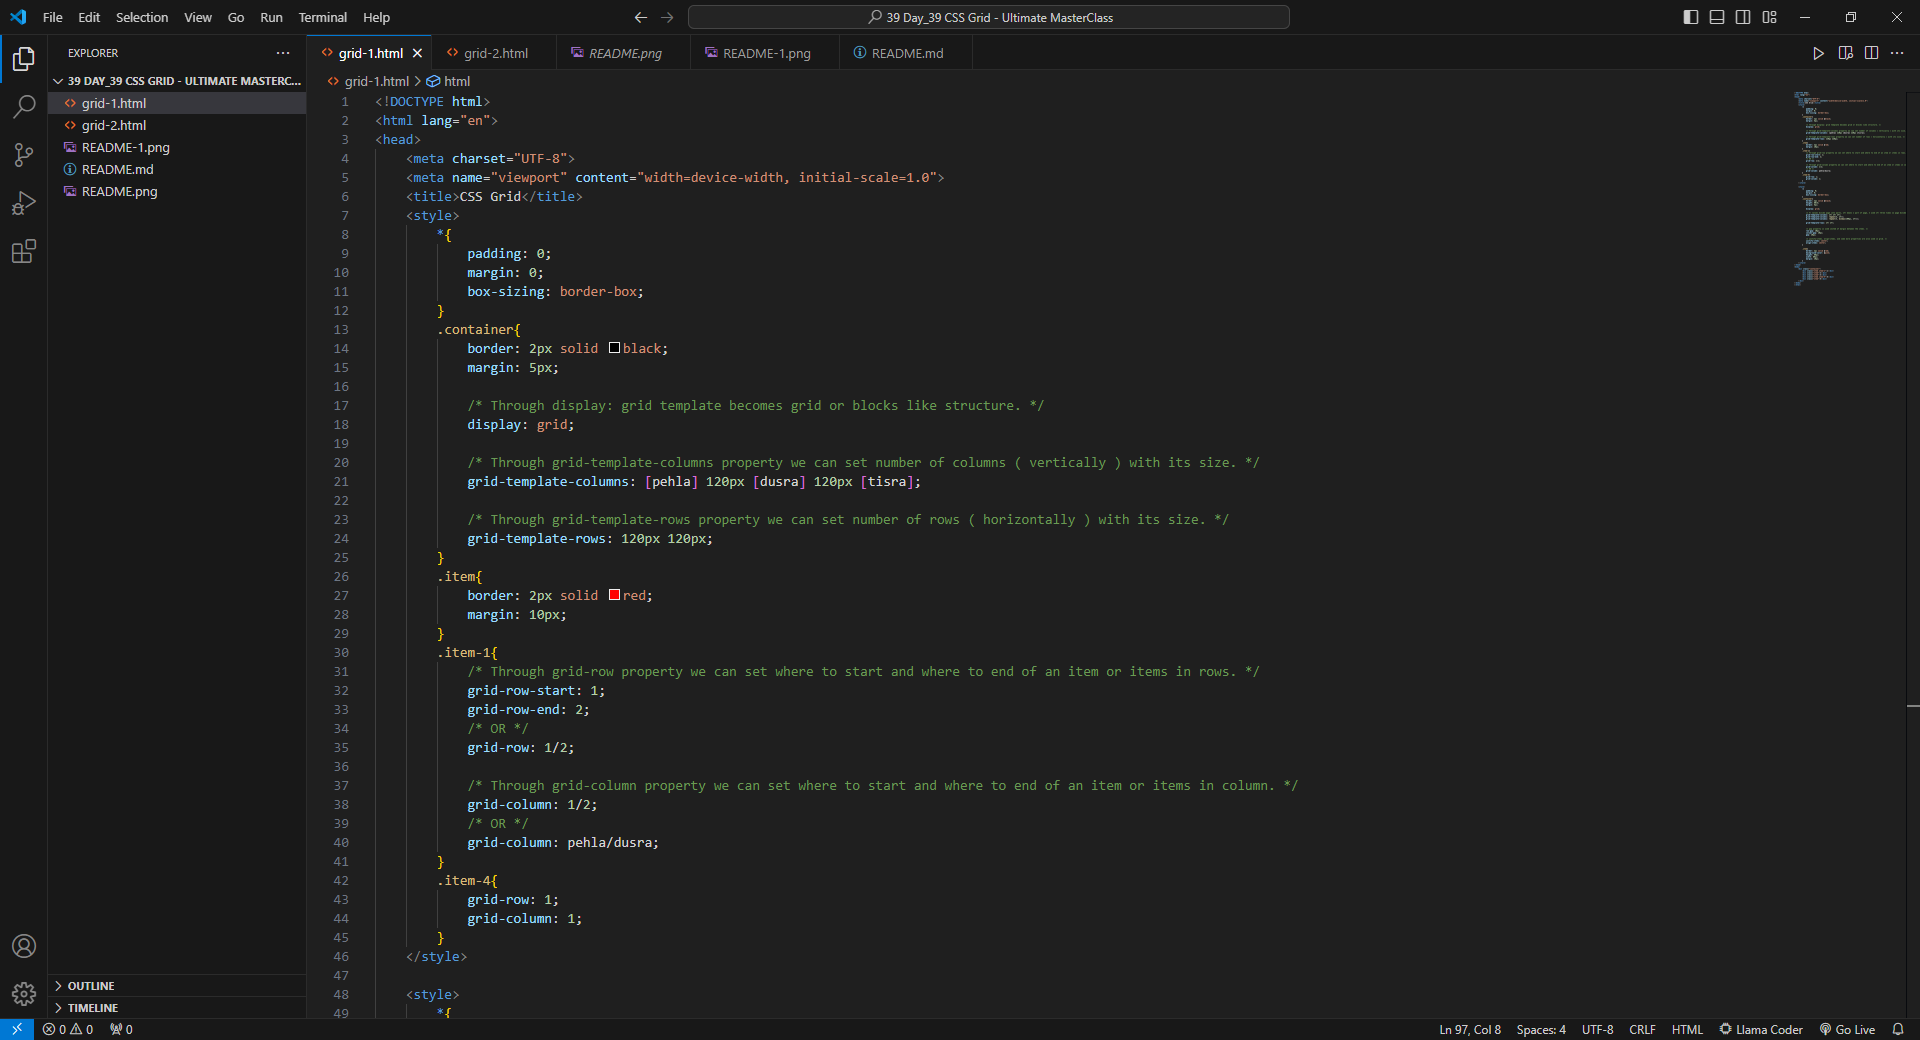 File Edit Selection View Go Run Terminal Help
39 Day_39 CSS Grid - Ultimate MasterClass
EXPLORER
39 DAY_39 CSS GRID - ULTIMATE MASTERC...
grid-1.html
grid-2.html
README-1.png
README.md
README.png
OUTLINE
TIMELINE
grid-1.html grid-2.html README.png README-1.png README.md
grid-1.html > html
1 <!DOCTYPE html>
2 <html lang="en">
3 <head>
4 <meta charset="UTF-8">
5 <meta name="viewport" content="width=device-width, initial-scale=1.0">
6 <title>CSS Grid</title>
7 <style>
8 *{
9 padding: 0;
10 margin: 0;
11 box-sizing: border-box;
12 }
13 .container{
14 border: 2px solid black;
15 margin: 5px;
16
17 /* Through display: grid template becomes grid or blocks like structure. */
18 display: grid;
19
20 /* Through grid-template-columns property we can set number of columns ( vertically ) with its size. */
21 grid-template-columns: [pehla] 120px [dusra] 120px [tisra];
22
23 /* Through grid-template-rows property we can set number of rows ( horizontally ) with its size. */
24 grid-template-rows: 120px 120px;
25 }
26 .item{
27 border: 2px solid red;
28 margin: 10px;
29 }
30 .item-1{
31 /* Through grid-row property we can set where to start and where to end of an item or items in rows. */
32 grid-row-start: 1;
33 grid-row-end: 2;
34 /* OR */
35 grid-row: 1/2;
36
37 /* Through grid-column property we can set where to start and where to end of an item or items in column. */
38 grid-column: 1/2;
39 /* OR */
40 grid-column: pehla/dusra;
41 }
42 .item-4{
43 grid-row: 1;
44 grid-column: 1;
45 }
46 </style>
47
48 <style>
49 *{
0 0 0
Ln 97, Col 8 Spaces: 4 UTF-8 CRLF HTML Llama Coder Go Live